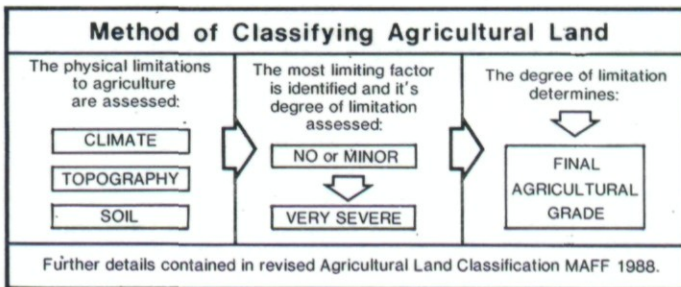 Method of Classifying Agricultural Land
The physical limitations
to agriculture
are assessed:
CLIMATE
TOPOGRAPHY
SOIL
The most limiting factor
is identified and it's
degree of limitation
assessed:
NO or MINOR
VERY SEVERE
The degree of limitation
determines:
FINAL
AGRICULTURAL
GRADE
Further details contained in revised Agricultural Land Classification MAFF 1988.